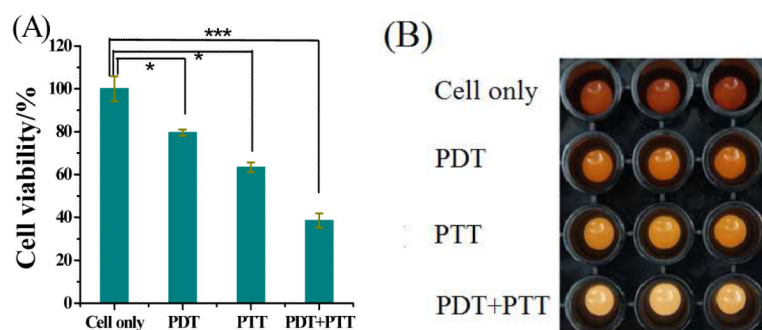 (A)
Cell viability/%
120
100
80
60
40
20
0
***
*
*
Cell only PDT PTT PDT+PTT
(B)
Cell only
PDT
PTT
PDT+PTT